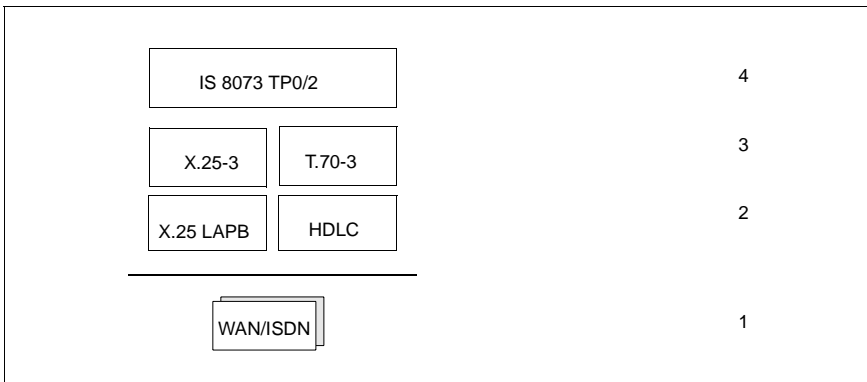 IS 8073 TP0/2 4
X.25-3 T.70-3 3
X.25 LAPB HDLC 2
WAN/ISDN 1